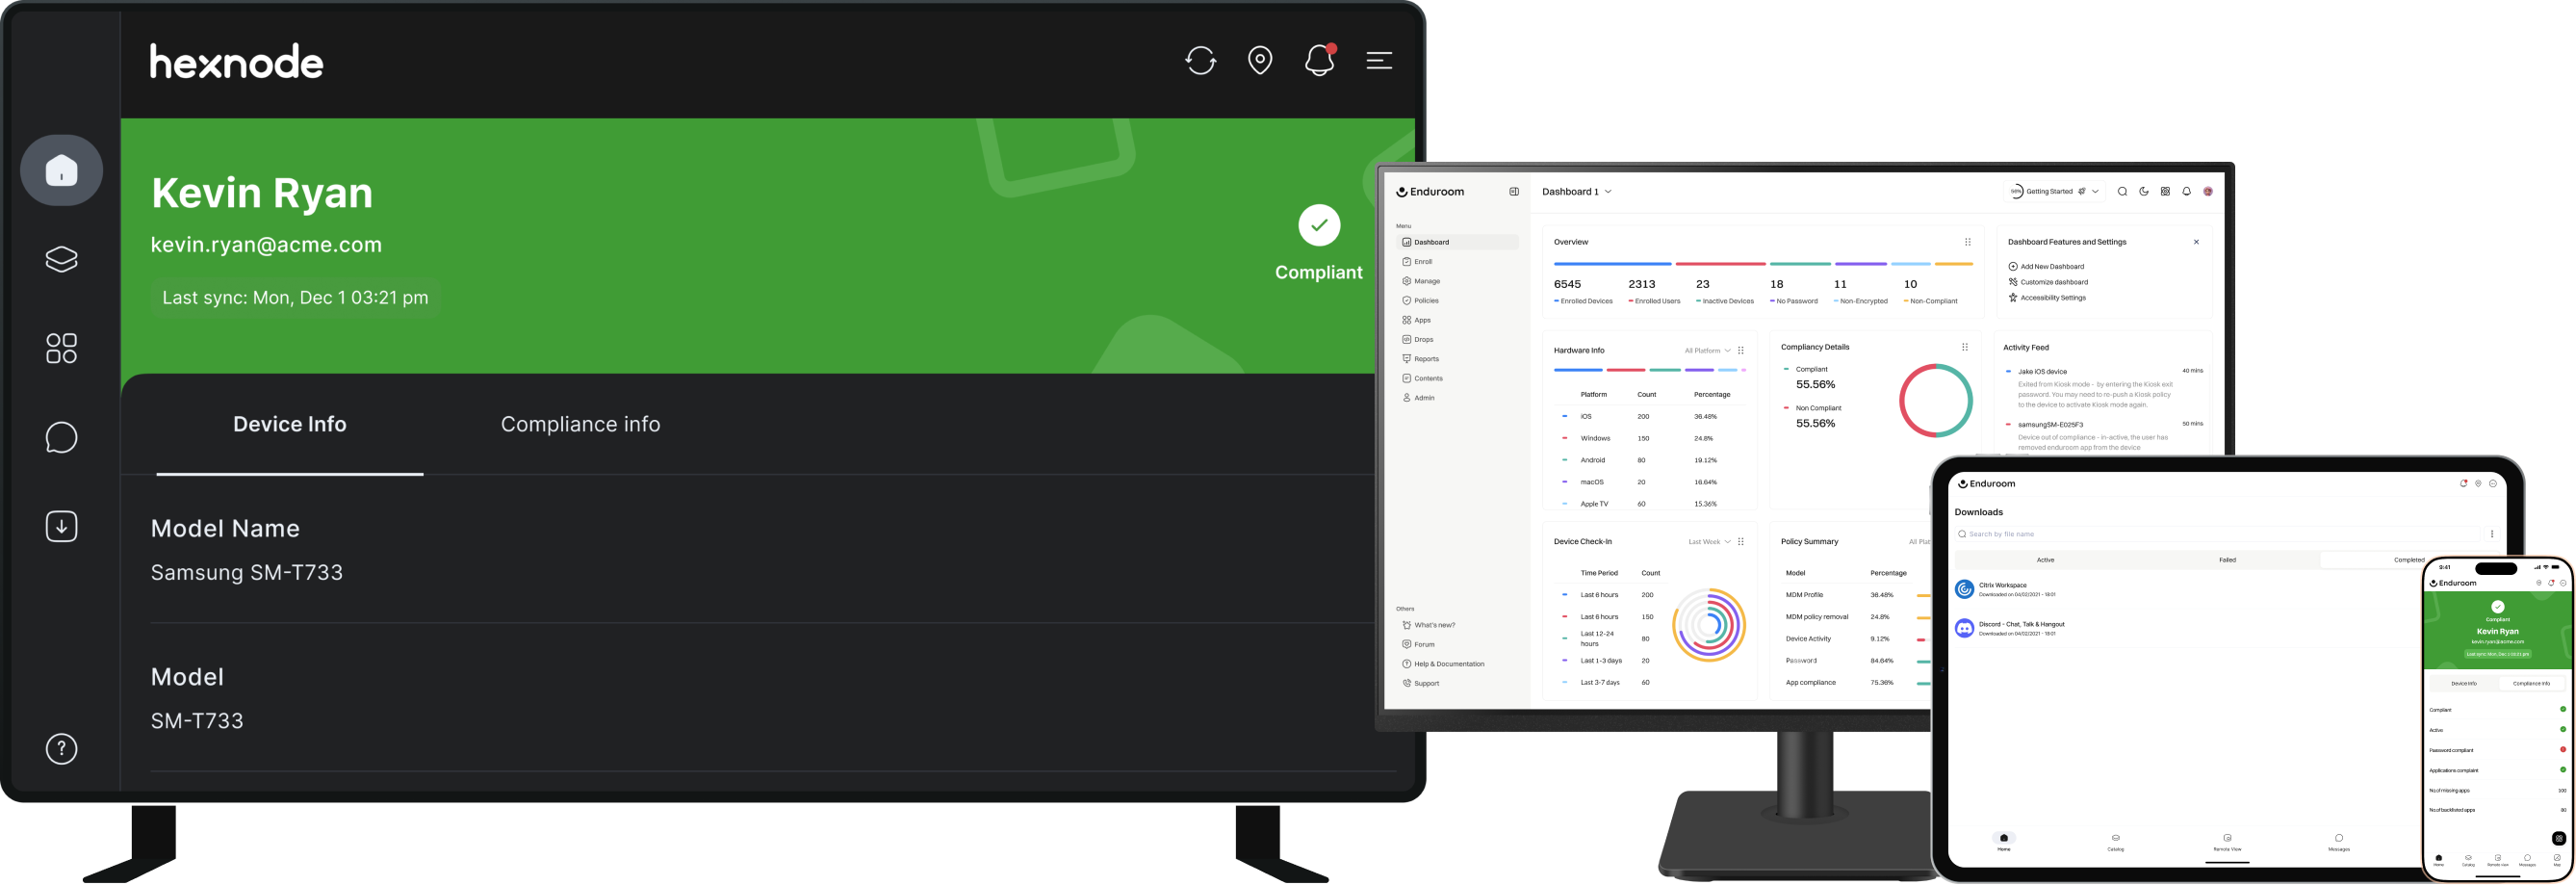 hexnode
Kevin Ryan
kevin.ryan@acme.com
Last sync: Mon, Dec 1 03:21 pm
Compliant
Device Info
Compliance info
Model Name
Samsung SM-T733
Model
SM-T733
Enduroom
Menu
Dashboard
Enroll
Manage
Policies
Apps
Drops
Reports
Contents
Admin
Others
What's new?
Forum
Help & Documentation
Support
Dashboard 1
50%
Getting Started
Overview
6545
2313
23
18
11
10
Enrolled Devices
Enrolled Users
Inactive Devices
No Password
Non-Encrypted
Non-Compliant
Dashboard Features and Settings
Add New Dashboard
Customize dashboard
Accessibility Settings
Hardware Info
All Platform
Platform Count Percentage
iOS 200 36.48%
Windows 150 24.8%
Android 80 19.12%
macOS 20 16.64%
Apple TV 60 15.36%
Compliancy Details
Compliant
55.56%
Non Compliant
55.56%
Activity Feed
Jake iOS device 40 mins
Exited from Kiosk mode - by entering the Kiosk exit
password. You may need to re-push a Kiosk policy
to the device to activate Kiosk mode again.
samsungSM-E025F3 50 mins
Device out of compliance - in-active, the user has
removed enduroom app from the device
Device Check-In
Last Week
Time Period Count
Last 6 hours 200
Last 6 hours 150
Last 12-24
hours 80
Last 1-3 days 20
Last 3-7 days 60
Policy Summary
All Plat
Model Percentage
MDM Profile 36.48%
MDM policy removal 24.8%
Device Activity 9.12%
Password 84.64%
App compliance 75.36%
Enduroom
Downloads
Search by file name
Active
Failed
Completed
Citrix Workspace
Downloaded on 04/02/2021 - 18:01
Discord - Chat, Talk & Hangout
Downloaded on 04/02/2021 - 18:01
Home
Catalog
Remote View
Messages
9:41
Enduroom
Compliant
Kevin Ryan
kevin.ryan@acme.com
Last sync: Mon, Dec 1 03:21 pm
Device Info
Compliance Info
Compliant
Active
Password compliant
Applications complaint
No.of missing apps 100
No.of backlisted apps 90
Home
Catalog
Remote View
Messages
Map